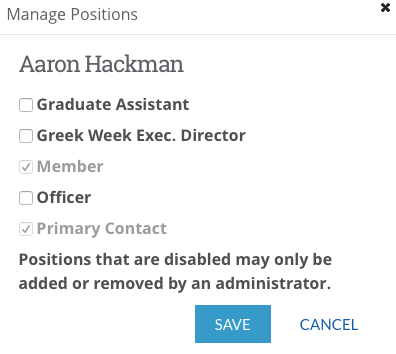 Manage Positions
Aaron Hackman
Graduate Assistant
Greek Week Exec. Director
Member
Officer
Primary Contact
Positions that are disabled may only be
added or removed by an administrator.
SAVE CANCEL